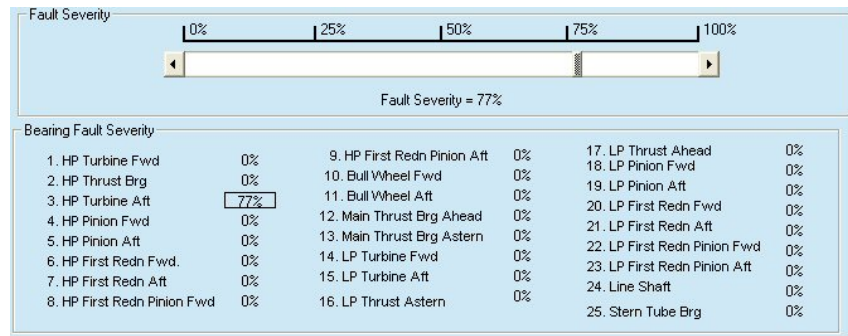 Fault Severity
0% 25% 50% 75% 100%
Fault Severity = 77%
Bearing Fault Severity
1. HP Turbine Fwd 0%
2. HP Thrust Brg 0%
3. HP Turbine Aft 77%
4. HP Pinion Fwd 0%
5. HP Pinion Aft 0%
6. HP First Redn Fwd. 0%
7. HP First Redn Aft 0%
8. HP First Redn Pinion Fwd 0%
9. HP First Redn Pinion Aft 0%
10. Bull Wheel Fwd 0%
11. Bull Wheel Aft 0%
12. Main Thrust Brg Ahead 0%
13. Main Thrust Brg Astern 0%
14. LP Turbine Fwd 0%
15. LP Turbine Aft 0%
16. LP Thrust Astern 0%
17. LP Thrust Ahead 0%
18. LP Pinion Fwd 0%
19. LP Pinion Aft 0%
20. LP First Redn Fwd 0%
21. LP First Redn Aft 0%
22. LP First Redn Pinion Fwd 0%
23. LP First Redn Pinion Aft 0%
24. Line Shaft 0%
25. Stern Tube Brg 0%